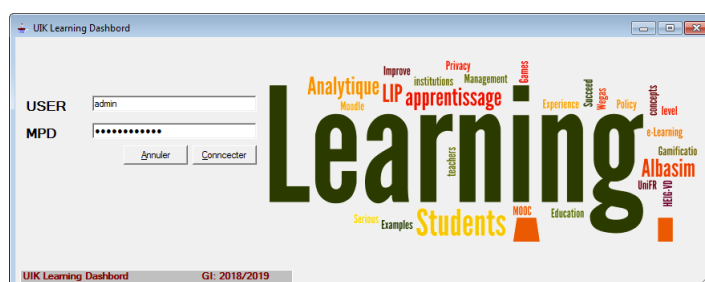 UIK Learning Dashbord
USER
admin
MPD
••••••••••••
Annuler
Conncecter
Improve
Privacy
Games
Analytique
institutions
Management
Moodle
LIP
apprentissage
Experience
Succeed
Wegas
Policy
concepts
level
Learning
e-Learning
teachers
Gamificatio
Albasim
UniFR
HEIG-VD
Serious
Examples
Students
MOOC
Education
UIK Learning Dashbord
GI: 2018/2019